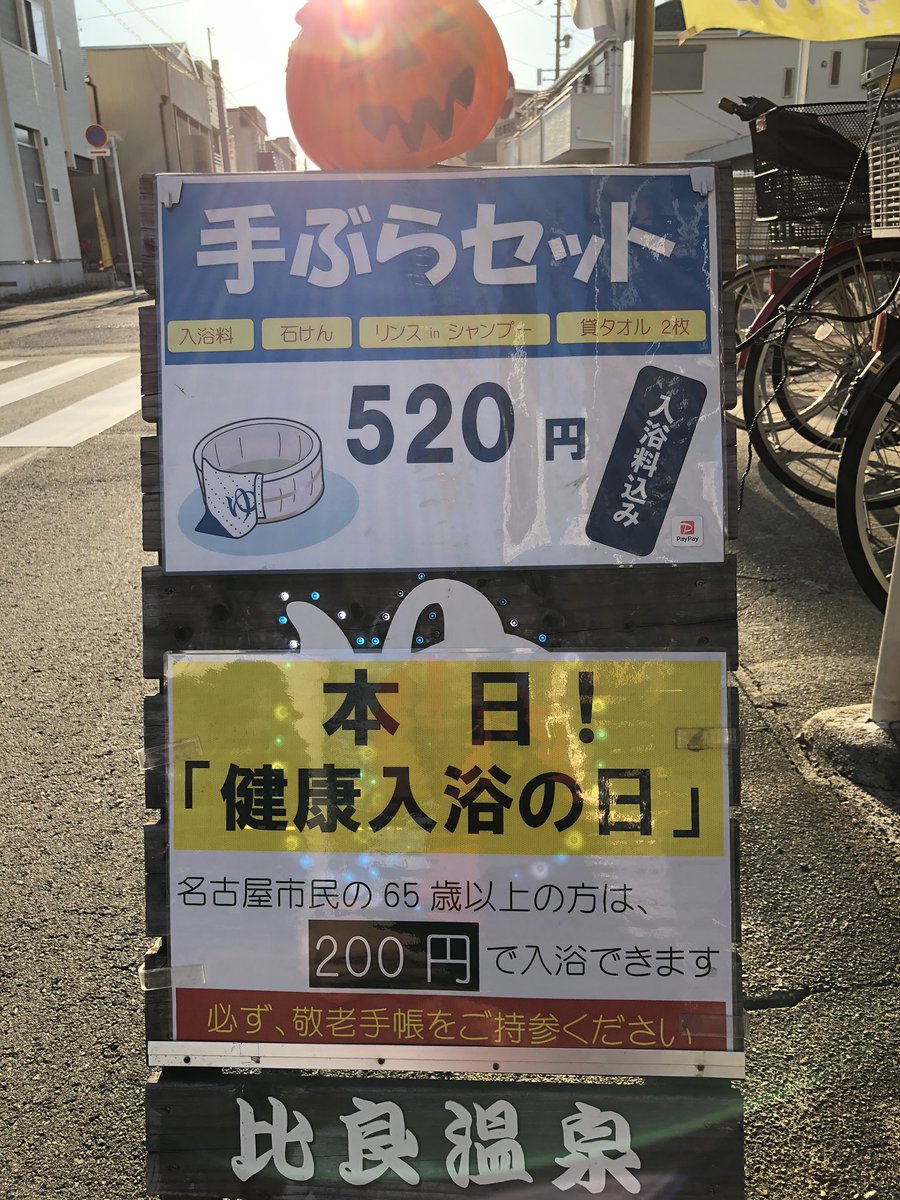 手ぶらセット
入浴料 石けん リンス in シャンプー 貸タオル 2枚
520 円
入浴料込み
ゆ
PayPay
本日！
「健康入浴の日」
名古屋市民の 65 歳以上の方は、
200 円 で入浴できます
必ず、敬老手帳をご持参ください
比良温泉